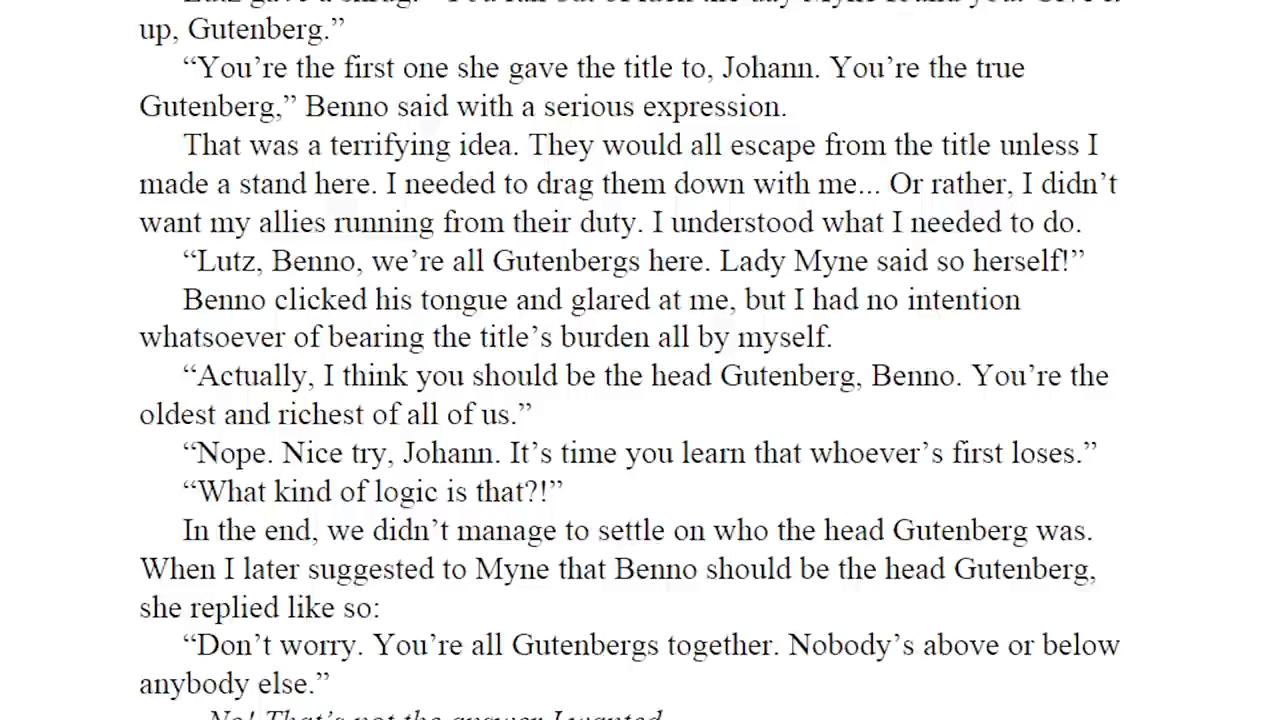 up, Gutenberg.”
“You’re the first one she gave the title to, Johann. You’re the true
Gutenberg,” Benno said with a serious expression.
That was a terrifying idea. They would all escape from the title unless I
made a stand here. I needed to drag them down with me... Or rather, I didn’t
want my allies running from their duty. I understood what I needed to do.
“Lutz, Benno, we’re all Gutenbergs here. Lady Myne said so herself!”
Benno clicked his tongue and glared at me, but I had no intention
whatsoever of bearing the title’s burden all by myself.
“Actually, I think you should be the head Gutenberg, Benno. You’re the
oldest and richest of all of us.”
“Nope. Nice try, Johann. It’s time you learn that whoever’s first loses.”
“What kind of logic is that?!”
In the end, we didn’t manage to settle on who the head Gutenberg was.
When I later suggested to Myne that Benno should be the head Gutenberg,
she replied like so:
“Don’t worry. You’re all Gutenbergs together. Nobody’s above or below
anybody else.”
No! That’s not the answer I wanted